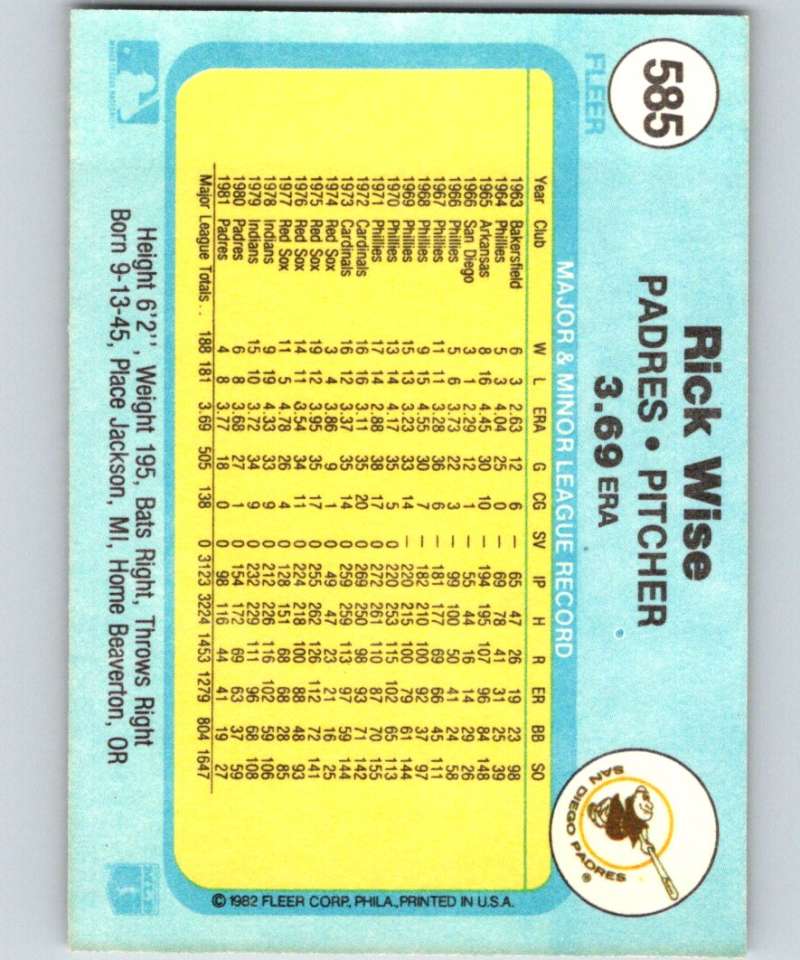 585
FLEER
Rick Wise
PADRES • PITCHER
3.69 ERA
SAN DIEGO PADRES ®
MAJOR & MINOR LEAGUE RECORD
Year Club W L ERA G CG SV IP H R ER BB SO
1963 Bakersfield 6 3 2.63 12 6 — 65 47 26 19 23 98
1964 Phillies 5 3 4.04 25 0 — 69 78 41 31 25 39
1965 Arkansas 8 16 4.45 30 10 — 194 195 107 96 84 148
1966 San Diego 3 1 2.29 12 1 — 55 44 16 14 29 26
1966 Phillies 5 6 3.73 22 3 — 99 100 50 41 24 58
1967 Phillies 11 11 3.28 36 6 — 181 177 69 66 45 111
1968 Phillies 9 15 4.55 30 7 — 182 210 100 92 37 97
1969 Phillies 15 13 3.23 33 14 — 220 215 100 79 61 144
1970 Phillies 13 14 4.17 35 5 0 220 253 115 102 65 113
1971 Phillies 17 14 2.88 38 17 0 272 261 110 87 70 155
1972 Cardinals 16 16 3.11 35 20 0 269 250 98 93 71 142
1973 Cardinals 16 12 3.37 35 14 0 259 259 113 97 59 144
1974 Red Sox 3 4 3.86 9 1 0 49 47 23 21 16 25
1975 Red Sox 19 12 3.95 35 17 0 255 262 126 112 72 141
1976 Red Sox 14 11 3.54 34 11 0 224 218 100 88 48 93
1977 Red Sox 11 5 4.78 26 4 0 128 151 68 68 28 85
1978 Indians 9 19 4.33 33 9 0 212 226 116 102 59 106
1979 Indians 15 10 3.72 34 9 0 232 229 111 96 68 108
1980 Padres 6 8 3.68 27 1 0 154 172 69 63 37 59
1981 Padres 4 8 3.77 18 0 0 98 116 44 41 19 27
Major League Totals . . 188 181 3.69 505 138 0 3123 3224 1453 1279 804 1647
© 1982 FLEER CORP., PHILA., PRINTED IN U.S.A.
Height 6'2'', Weight 195, Bats Right, Throws Right
Born 9-13-45, Place Jackson, MI, Home Beaverton, OR